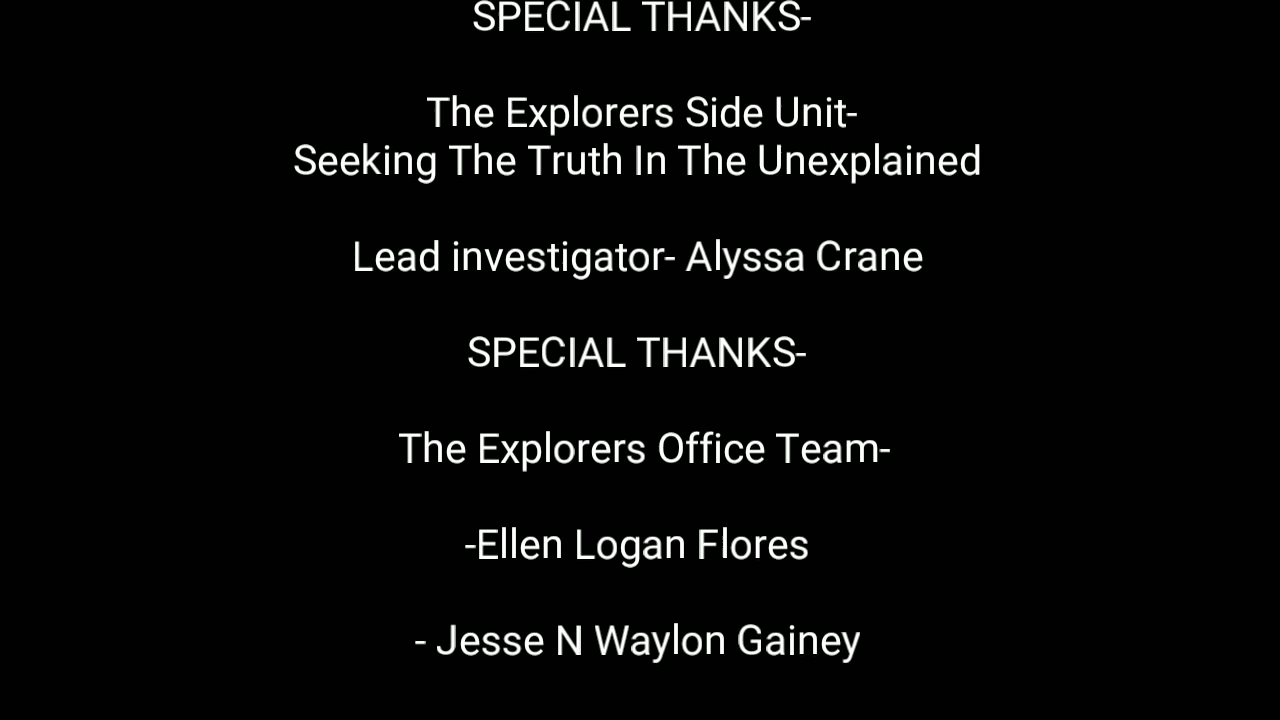 SPECIAL THANKS-
The Explorers Side Unit-
Seeking The Truth In The Unexplained
Lead investigator- Alyssa Crane
SPECIAL THANKS-
The Explorers Office Team-
-Ellen Logan Flores
- Jesse N Waylon Gainey